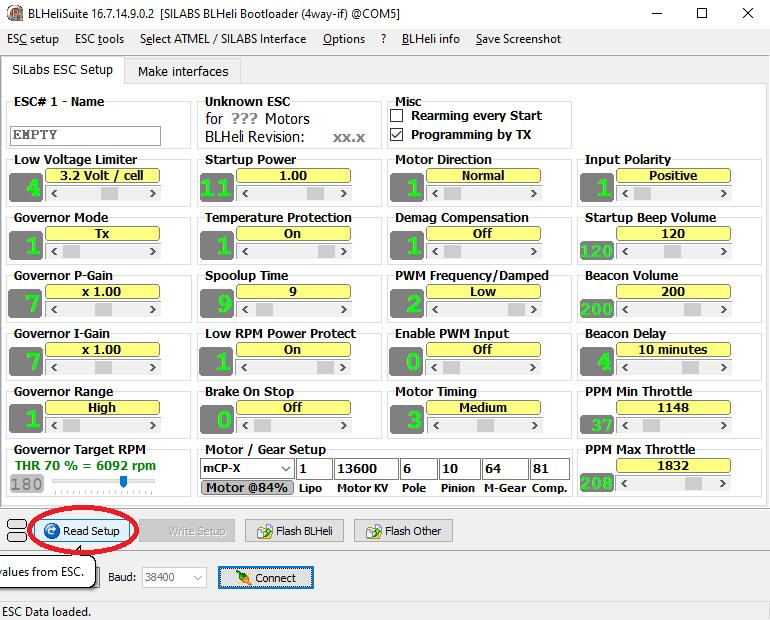 BLHeliSuite 16.7.14.9.0.2 [SILABS BLHeli Bootloader (4way-if) @COM5]
ESC setup ESC tools Select ATMEL / SILABS Interface Options ? BLHeli info Save Screenshot
SiLabs ESC Setup Make interfaces
ESC# 1 - Name
EMPTY
Unknown ESC
for ??? Motors
BLHeli Revision: xx.x
Misc
Rearming every Start
Programming by TX
Low Voltage Limiter
4 3.2 Volt / cell
Startup Power
11 1.00
Motor Direction
1 Normal
Input Polarity
1 Positive
Governor Mode
1 Tx
Temperature Protection
1 On
Demag Compensation
1 Off
Startup Beep Volume
120 120
Governor P-Gain
7 x 1.00
Spoolup Time
9 9
PWM Frequency/Damped
2 Low
Beacon Volume
200 200
Governor I-Gain
7 x 1.00
Low RPM Power Protect
1 On
Enable PWM Input
0 Off
Beacon Delay
4 10 minutes
Governor Range
1 High
Brake On Stop
0 Off
Motor Timing
3 Medium
PPM Min Throttle
37 1148
Governor Target RPM
THR 70 % = 6092 rpm
180
Motor / Gear Setup
mCP-X 1 13600 6 10 64 81
Motor @84% Lipo Motor KV Pole Pinion M-Gear Comp.
PPM Max Throttle
208 1832
Read Setup Write Setup Flash BLHeli Flash Other
values from ESC.
Baud: 38400 Connect
ESC Data loaded.